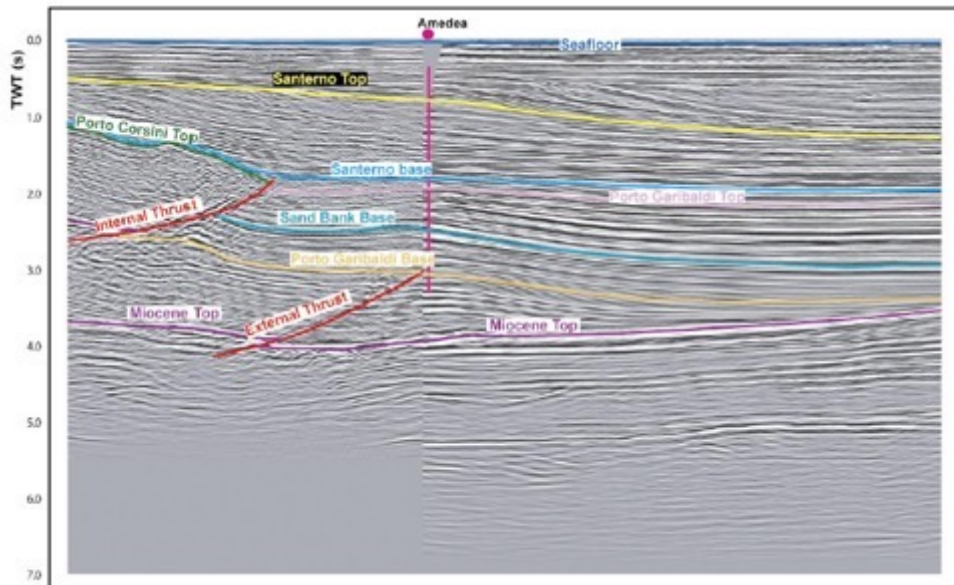 Amedea
0.0
Seafloor
TWT (s)
Santerno Top
1.0
Porto Corsini Top
Santerno base
2.0
Porto Garibaldi Top
Internal Thrust
Sand Bank Base
Porto Garibaldi Base
3.0
External Thrust
Miocene Top
Miocene Top
4.0
5.0
6.0
7.0